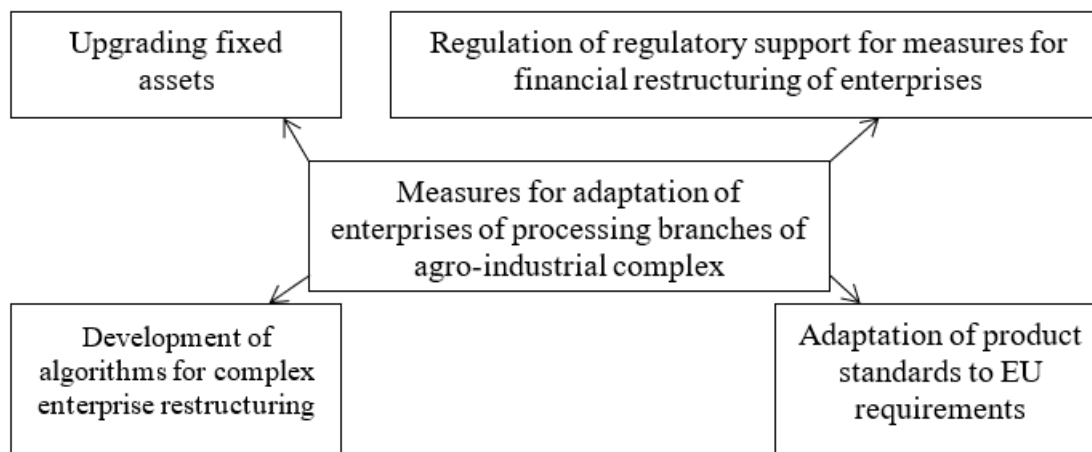 Upgrading fixed
assets
Regulation of regulatory support for measures for
financial restructuring of enterprises
Measures for adaptation of
enterprises of processing branches of
agro-industrial complex
Development of
algorithms for complex
enterprise restructuring
Adaptation of product
standards to EU
requirements